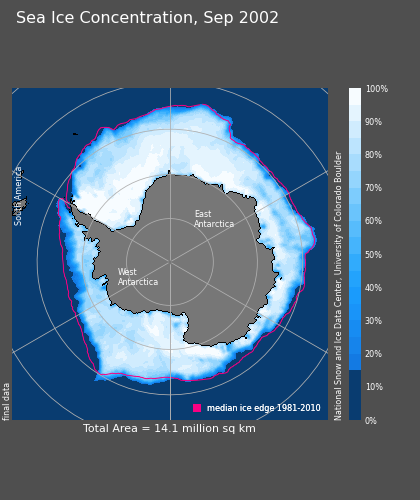 Sea Ice Concentration, Sep 2002
100%
90%
80%
70%
60%
50%
40%
30%
20%
10%
0%
National Snow and Ice Data Center, University of Colorado Boulder
South America
East
Antarctica
West
Antarctica
final data
median ice edge 1981-2010
Total Area = 14.1 million sq km